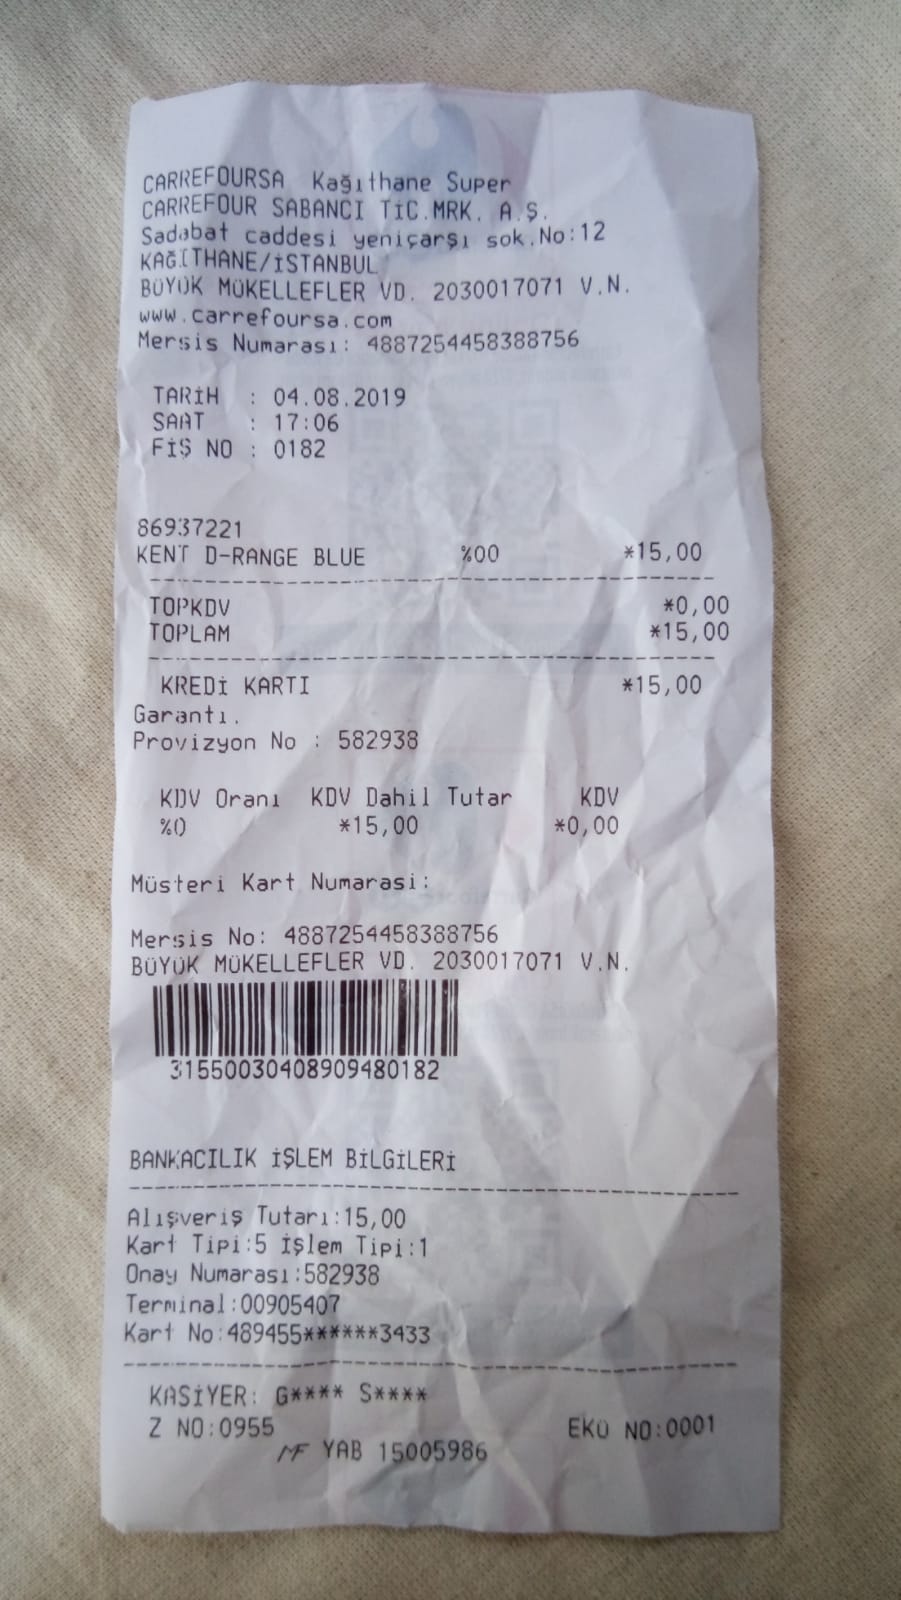 CARREFOURSA Kağıthane Super
CARREFOUR SABANCI TİC.MRK. A.Ş.
Sadabat caddesi yeniçarşı sok.No:12
KAĞITHANE/İSTANBUL
BÜYÜK MÜKELLEFLER VD. 2030017071 V.N.
www.carrefoursa.com
Mersis Numarası: 4887254458388756
TARİH : 04.08.2019
SAAT : 17:06
FİŞ NO : 0182
86937221
KENT D-RANGE BLUE %00 *15,00
TOPKDV *0,00
TOPLAM *15,00
KREDİ KARTI *15,00
Garantı.
Provizyon No : 582938
KDV Oranı KDV Dahil Tutar KDV
%0 *15,00 *0,00
Müsteri Kart Numarasi:
Mersis No: 4887254458388756
BÜYÜK MÜKELLEFLER VD. 2030017071 V.N.
31550030408909480182
BANKACILIK İŞLEM BİLGİLERİ
Alışveriş Tutarı:15,00
Kart Tipi:5 İşlem Tipi:1
Onay Numarası:582938
Terminal:00905407
Kart No:489455******3433
KASİYER: G**** S****
Z NO:0955 EKÜ NO:0001
MF YAB 15005986